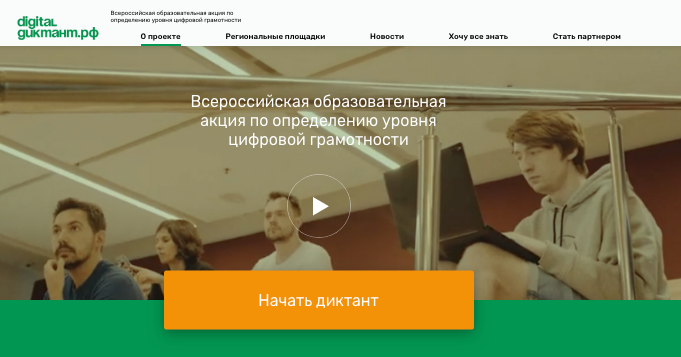 digital
диктант.рф
Всероссийская образовательная акция по
определению уровня цифровой грамотности
О проекте
Региональные площадки
Новости
Хочу все знать
Стать партнером
Всероссийская образовательная
акция по определению уровня
цифровой грамотности
Начать диктант